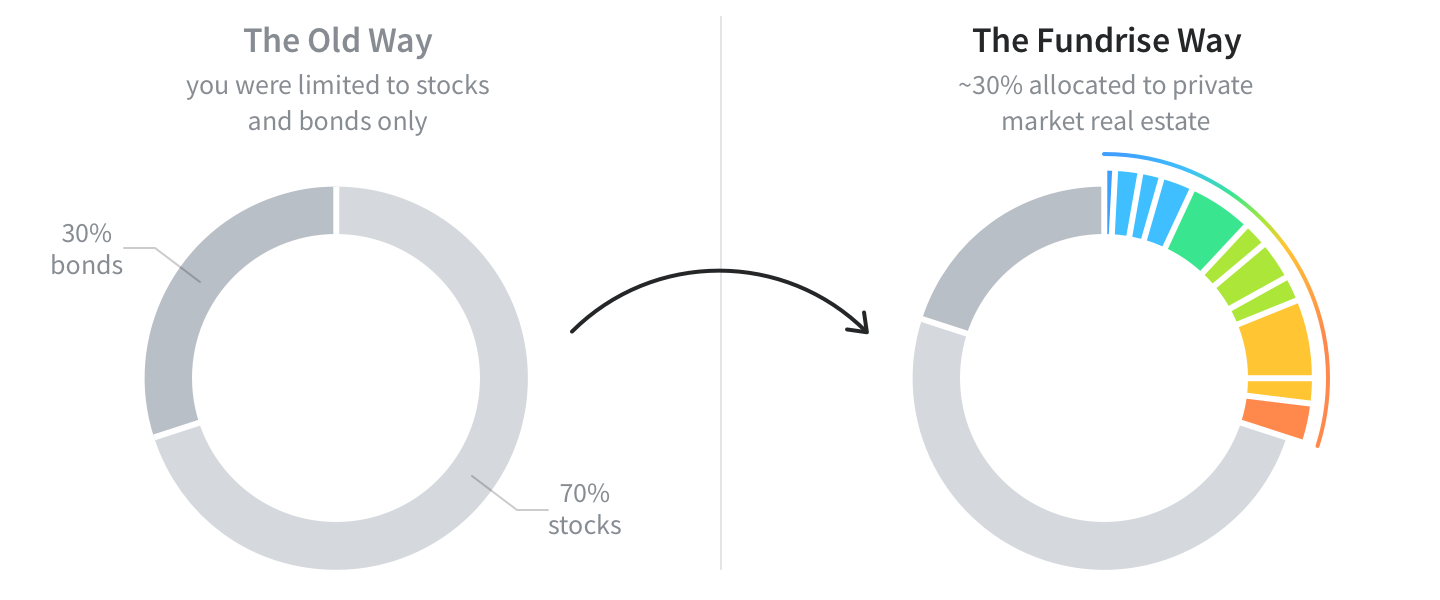 The Old Way
you were limited to stocks
and bonds only
30%
bonds
70%
stocks
The Fundrise Way
~30% allocated to private
market real estate